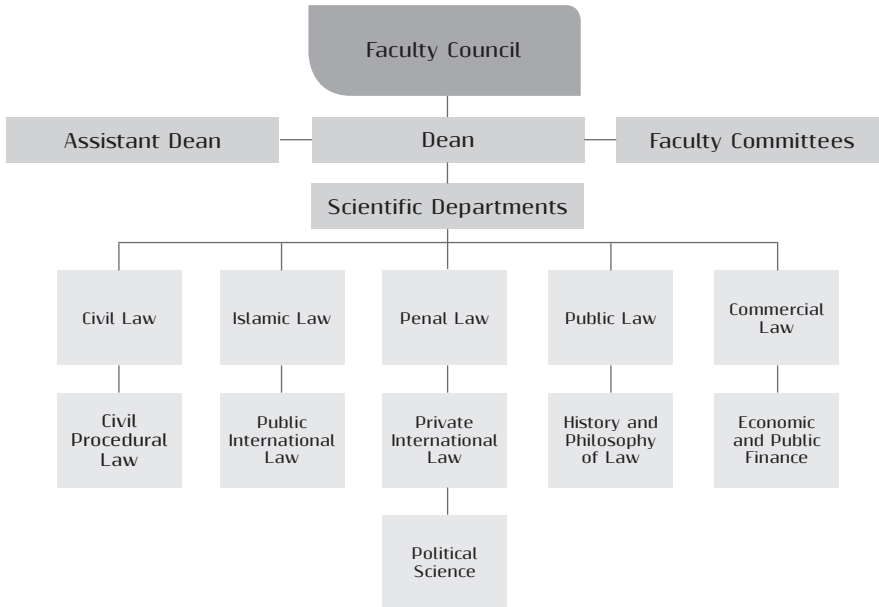 Faculty Council
Assistant Dean
Dean
Faculty Committees
Scientific Departments
Civil Law
Islamic Law
Penal Law
Public Law
Commercial
Law
Civil
Procedural
Law
Public
International
Law
Private
International
Law
History and
Philosophy
of Law
Economic
and Public
Finance
Political
Science